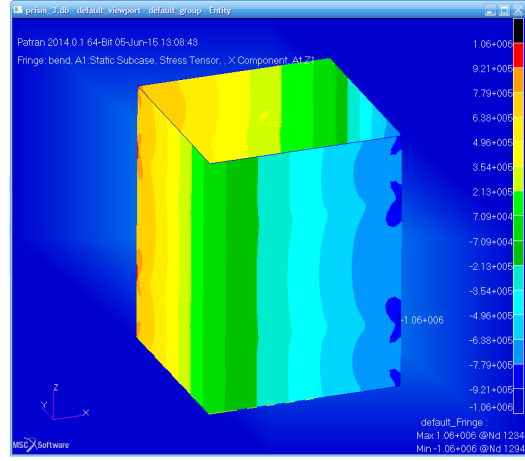 prism_3.db - default_viewport - default_group - Entity
Patran 2014.0.1 64-Bit 05-Jun-15 13:08:43
Fringe: bend, A1:Static Subcase, Stress Tensor, , X Component, At Z1
1.06+006
9.21+005
7.79+005
6.38+005
4.96+005
3.54+005
2.13+005
7.09+004
-7.09+004
-2.13+005
-3.54+005
-4.96+005
-6.38+005
-7.79+005
-9.21+005
-1.06+006
-1.06+006
Z
Y
X
default_Fringe :
Max 1.06+006 @Nd 1234
Min -1.06+006 @Nd 1294
MSC Software